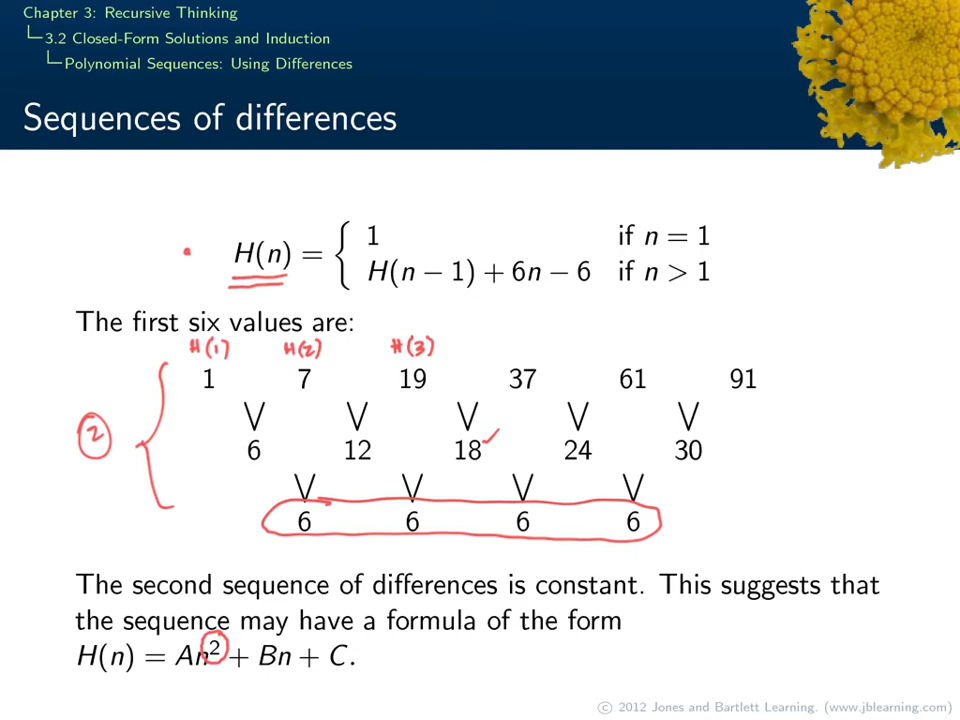 Chapter 3: Recursive Thinking
3.2 Closed-Form Solutions and Induction
Polynomial Sequences: Using Differences
Sequences of differences
H(n) = { 1 if n = 1
H(n − 1) + 6n − 6 if n > 1
The first six values are:
H(1) H(2) H(3)
1 7 19 37 61 91
2
6 12 18 ✓ 24 30
6 6 6 6
The second sequence of differences is constant. This suggests that
the sequence may have a formula of the form
H(n) = An² + Bn + C.
© 2012 Jones and Bartlett Learning. (www.jblearning.com)